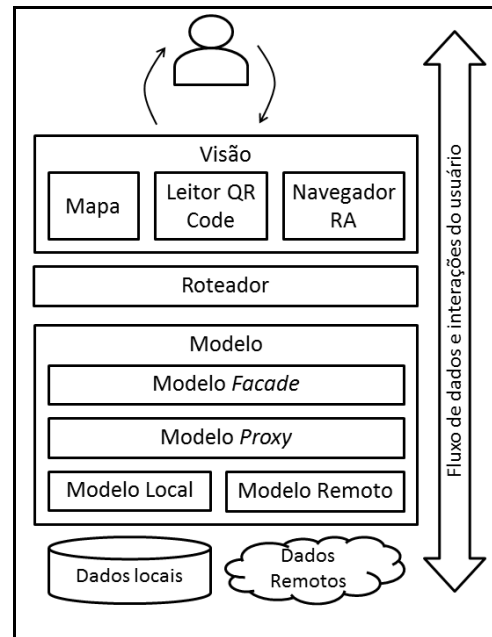 Visão
Mapa
Leitor QR
Code
Navegador
RA
Roteador
Modelo
Modelo Facade
Modelo Proxy
Modelo Local
Modelo Remoto
Dados locais
Dados
Remotos
Fluxo de dados e interações do usuário